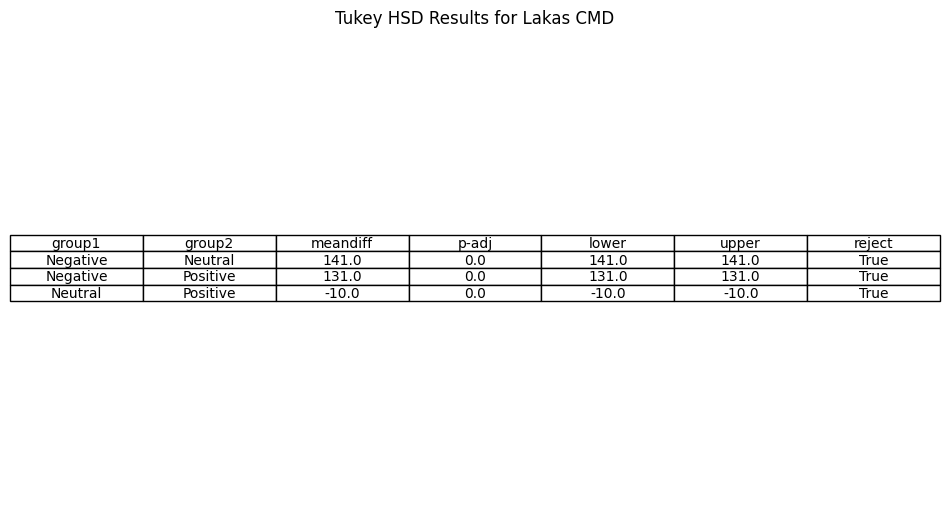 Tukey HSD Results for Lakas CMD
group1 group2 meandiff p-adj lower upper reject
Negative Neutral 141.0 0.0 141.0 141.0 True
Negative Positive 131.0 0.0 131.0 131.0 True
Neutral Positive -10.0 0.0 -10.0 -10.0 True